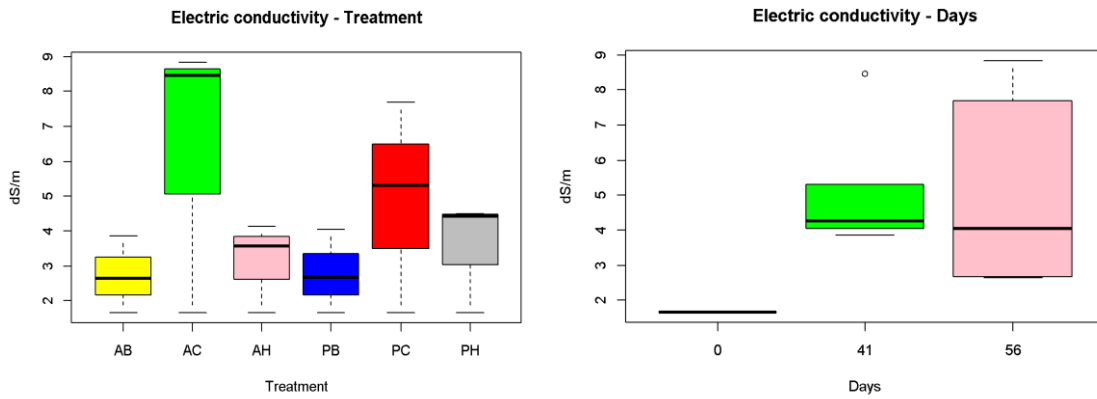 Electric conductivity - Treatment
dS/m
9
8
7
6
5
4
3
2
AB AC AH PB PC PH
Treatment
Electric conductivity - Days
dS/m
9
8
7
6
5
4
3
2
0 41 56
Days